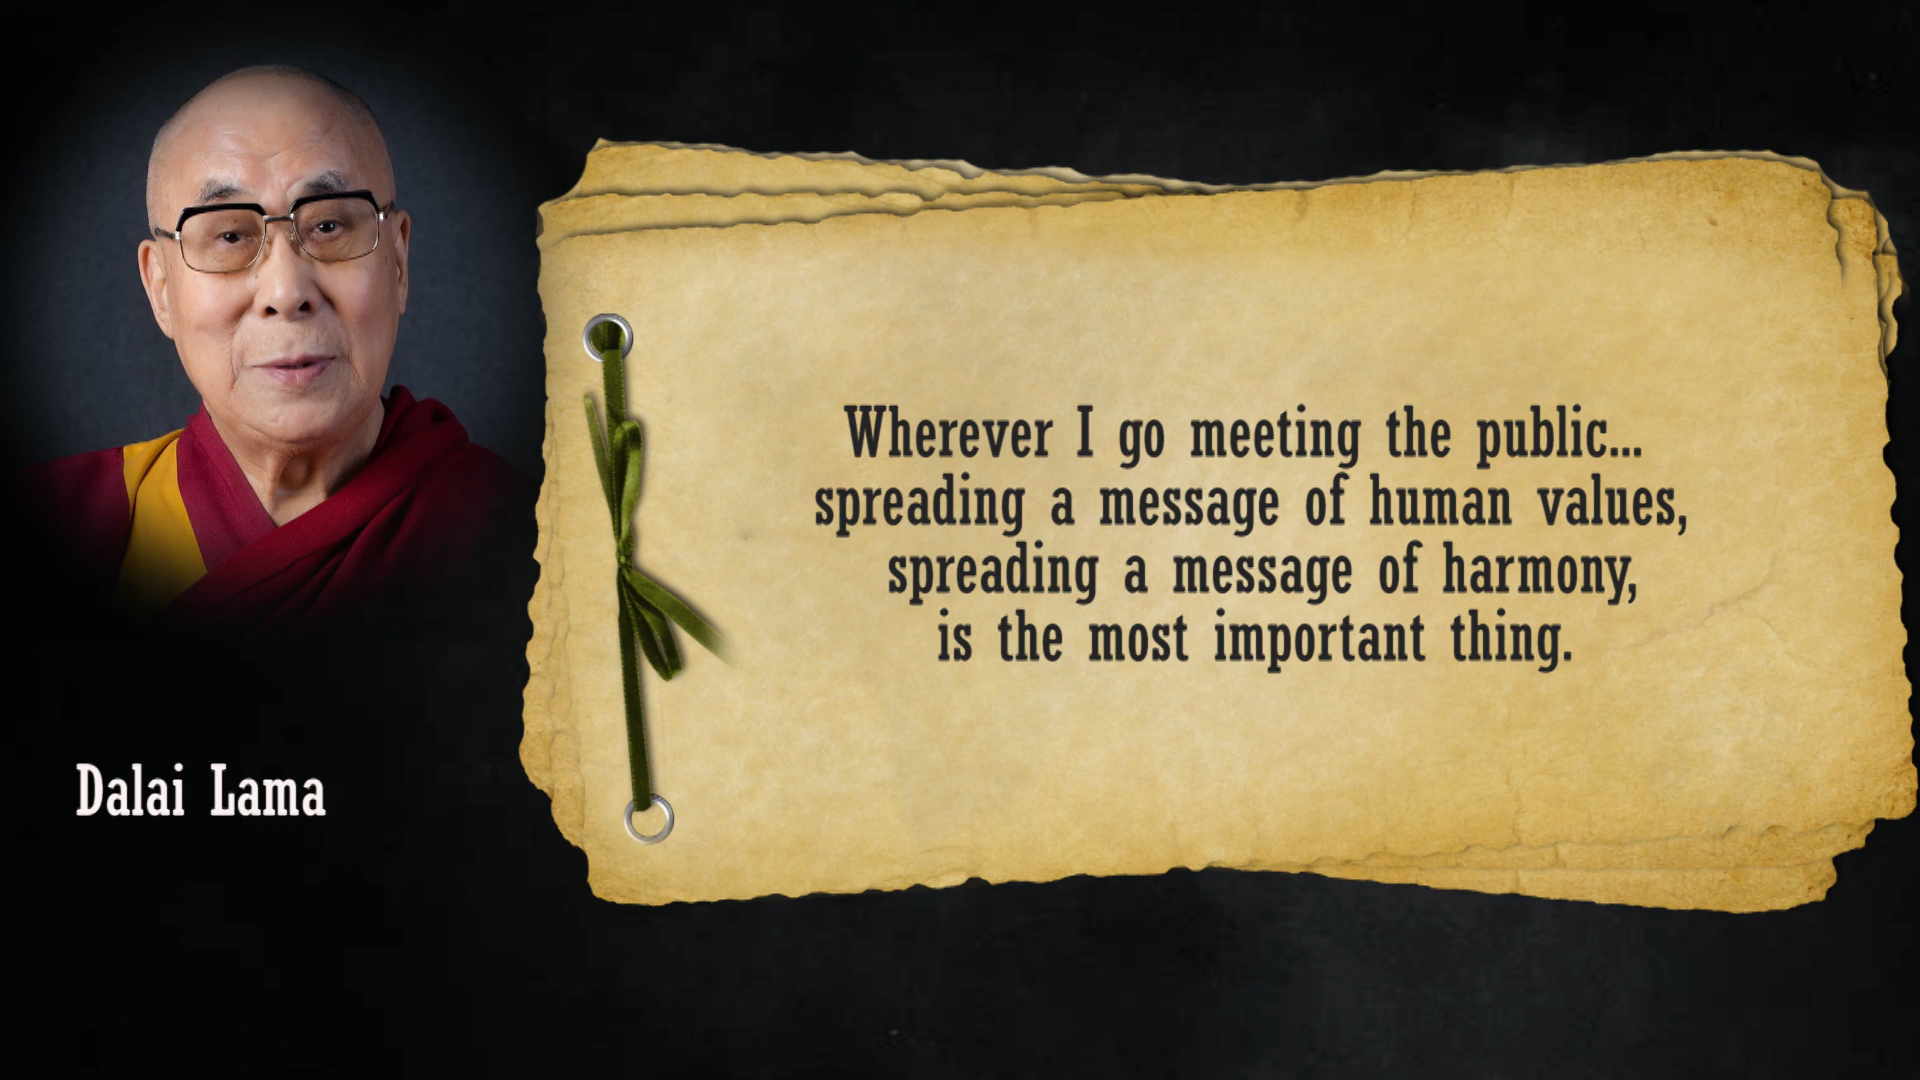 Wherever I go meeting the public...
spreading a message of human values,
spreading a message of harmony,
is the most important thing.
Dalai Lama